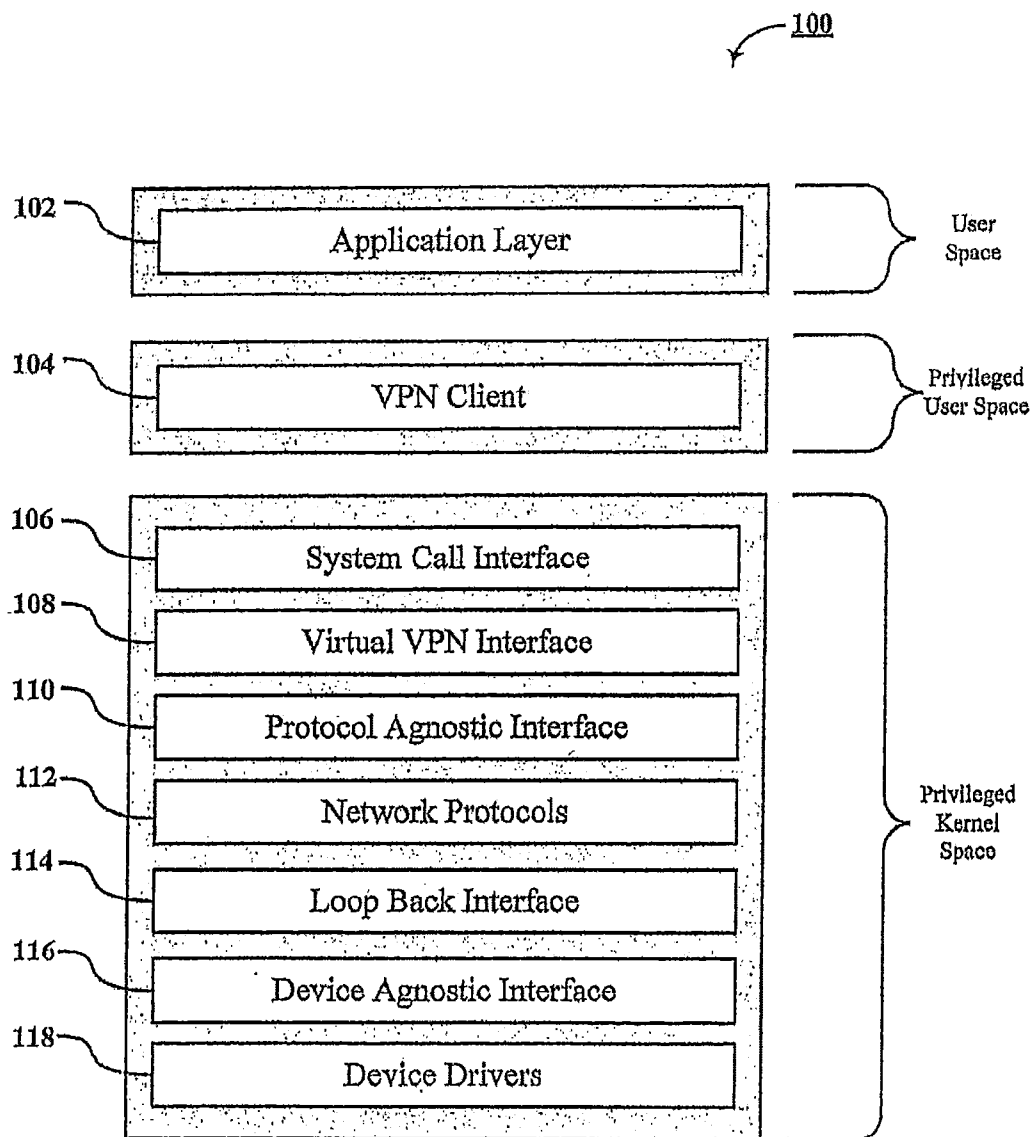 100
102
Application Layer
User
Space
104
VPN Client
Privileged
User Space
106
System Call Interface
108
Virtual VPN Interface
110
Protocol Agnostic Interface
112
Network Protocols
Privileged
Kernel
Space
114
Loop Back Interface
116
Device Agnostic Interface
118
Device Drivers